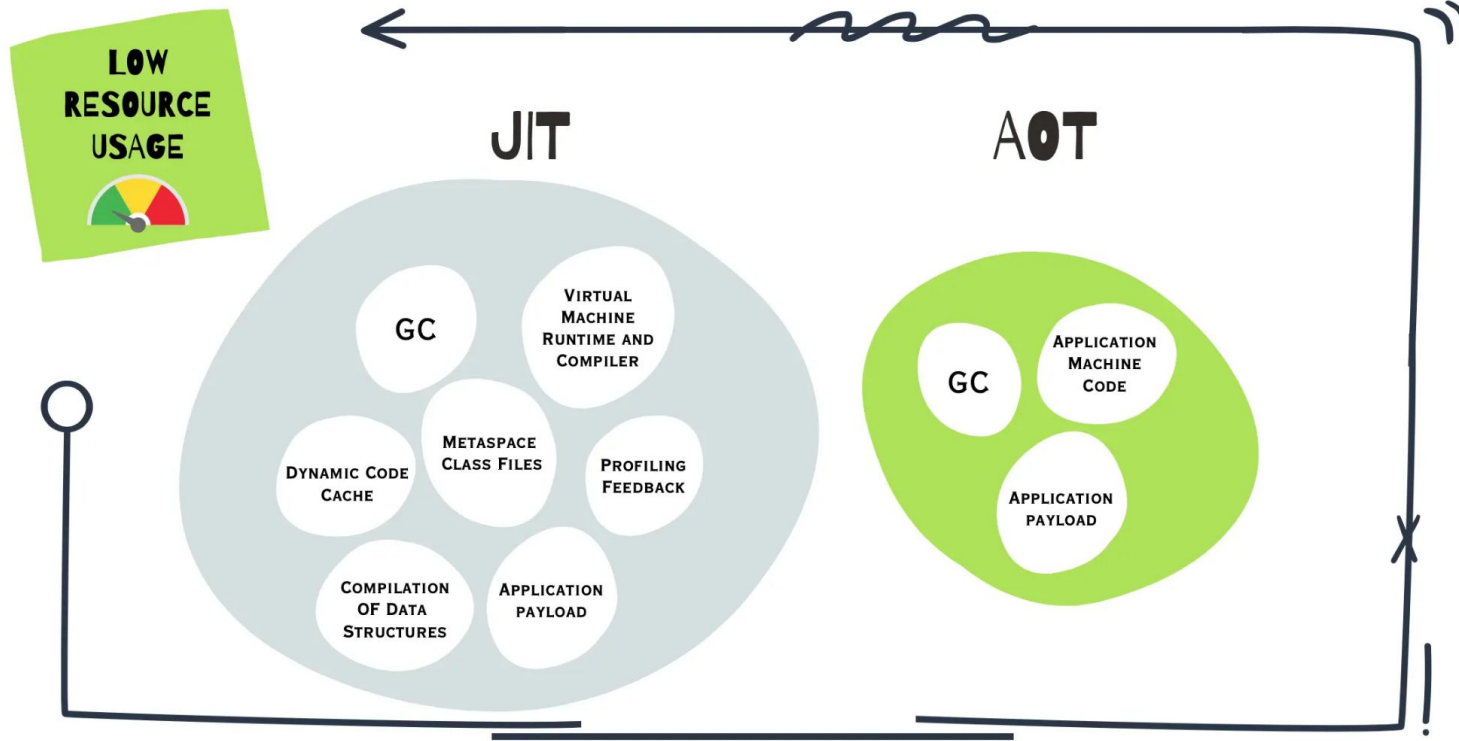 LOW
RESOURCE
USAGE
JIT
AOT
GC
VIRTUAL
MACHINE
RUNTIME AND
COMPILER
METASPACE
CLASS FILES
DYNAMIC CODE
CACHE
PROFILING
FEEDBACK
COMPILATION
OF DATA
STRUCTURES
APPLICATION
PAYLOAD
GC
APPLICATION
MACHINE
CODE
APPLICATION
PAYLOAD